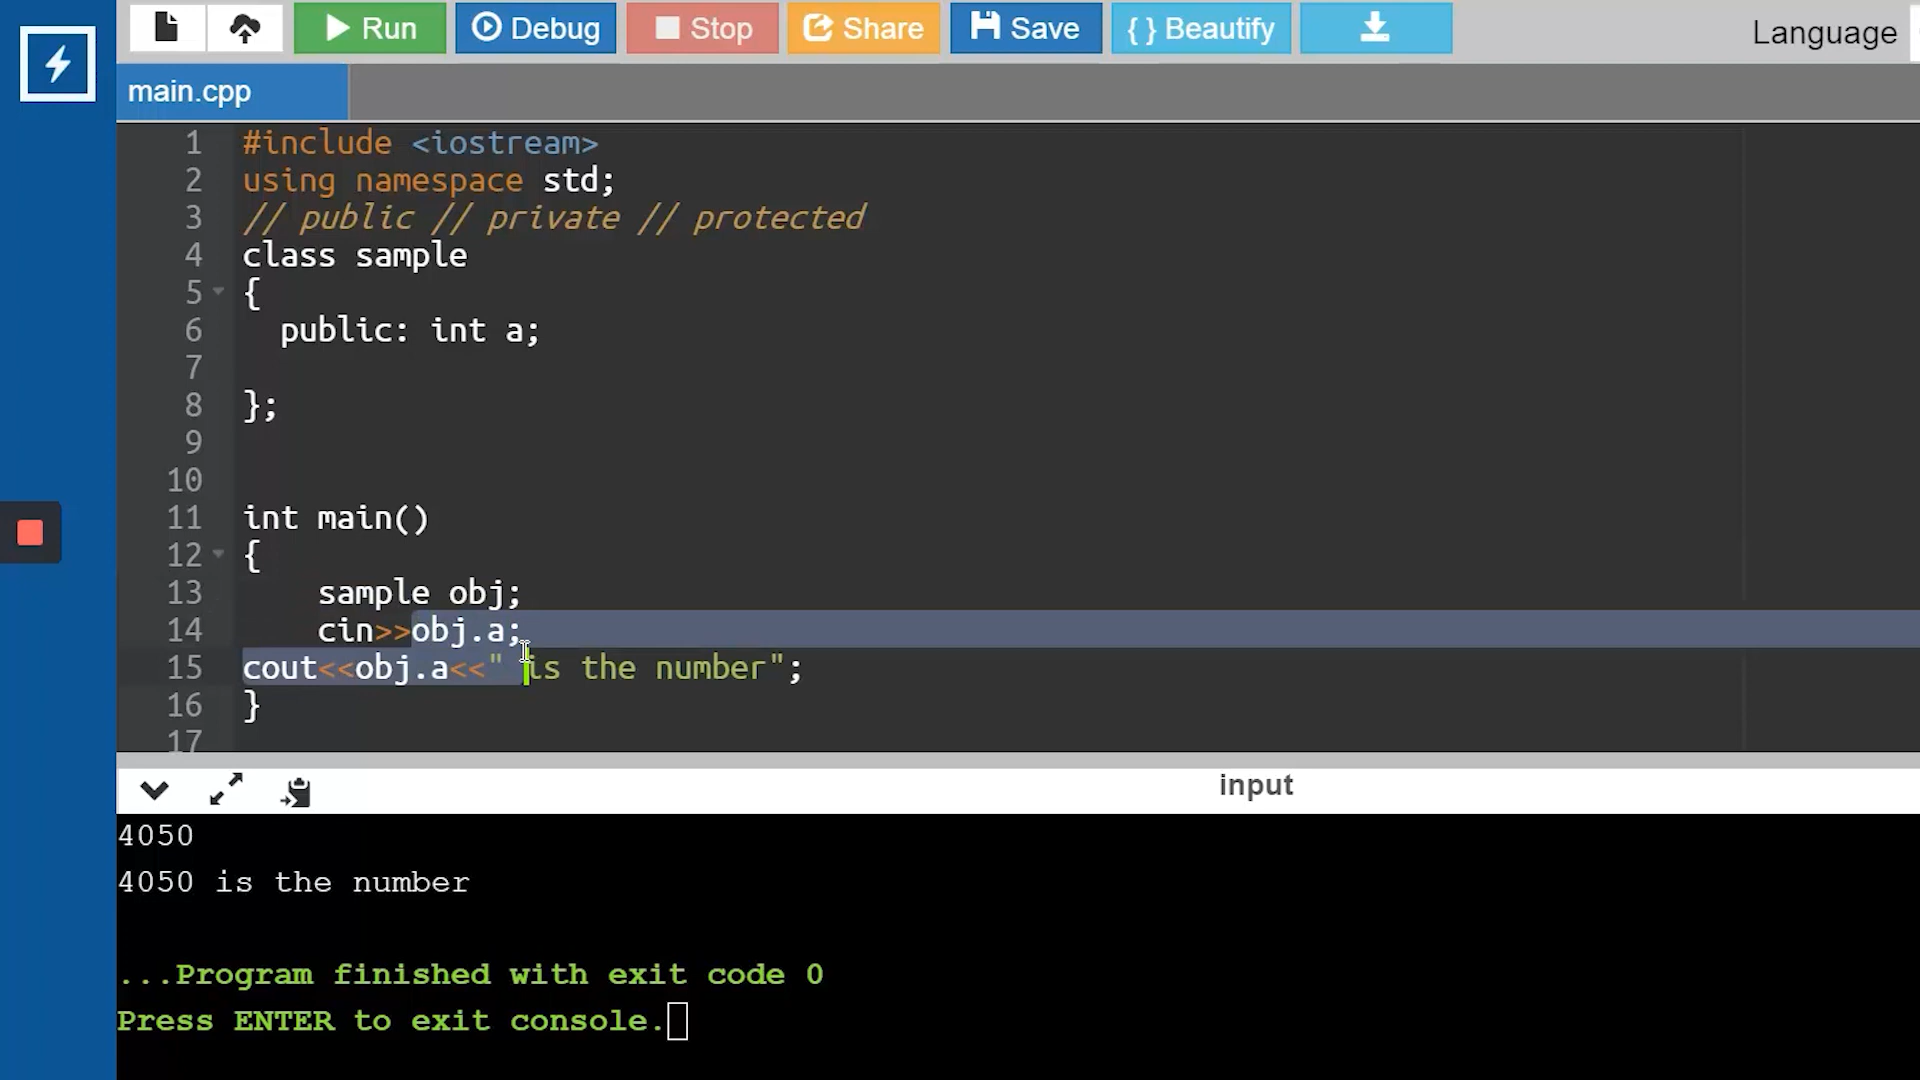 Run Debug Stop Share Save { } Beautify Language
main.cpp
1 #include <iostream>
2 using namespace std;
3 // public // private // protected
4 class sample
5 {
6 public: int a;
7
8 };
9
10
11 int main()
12 {
13 sample obj;
14 cin>>obj.a;
15 cout<<obj.a<<" is the number";
16 }
17
input
4050
4050 is the number
...Program finished with exit code 0
Press ENTER to exit console.